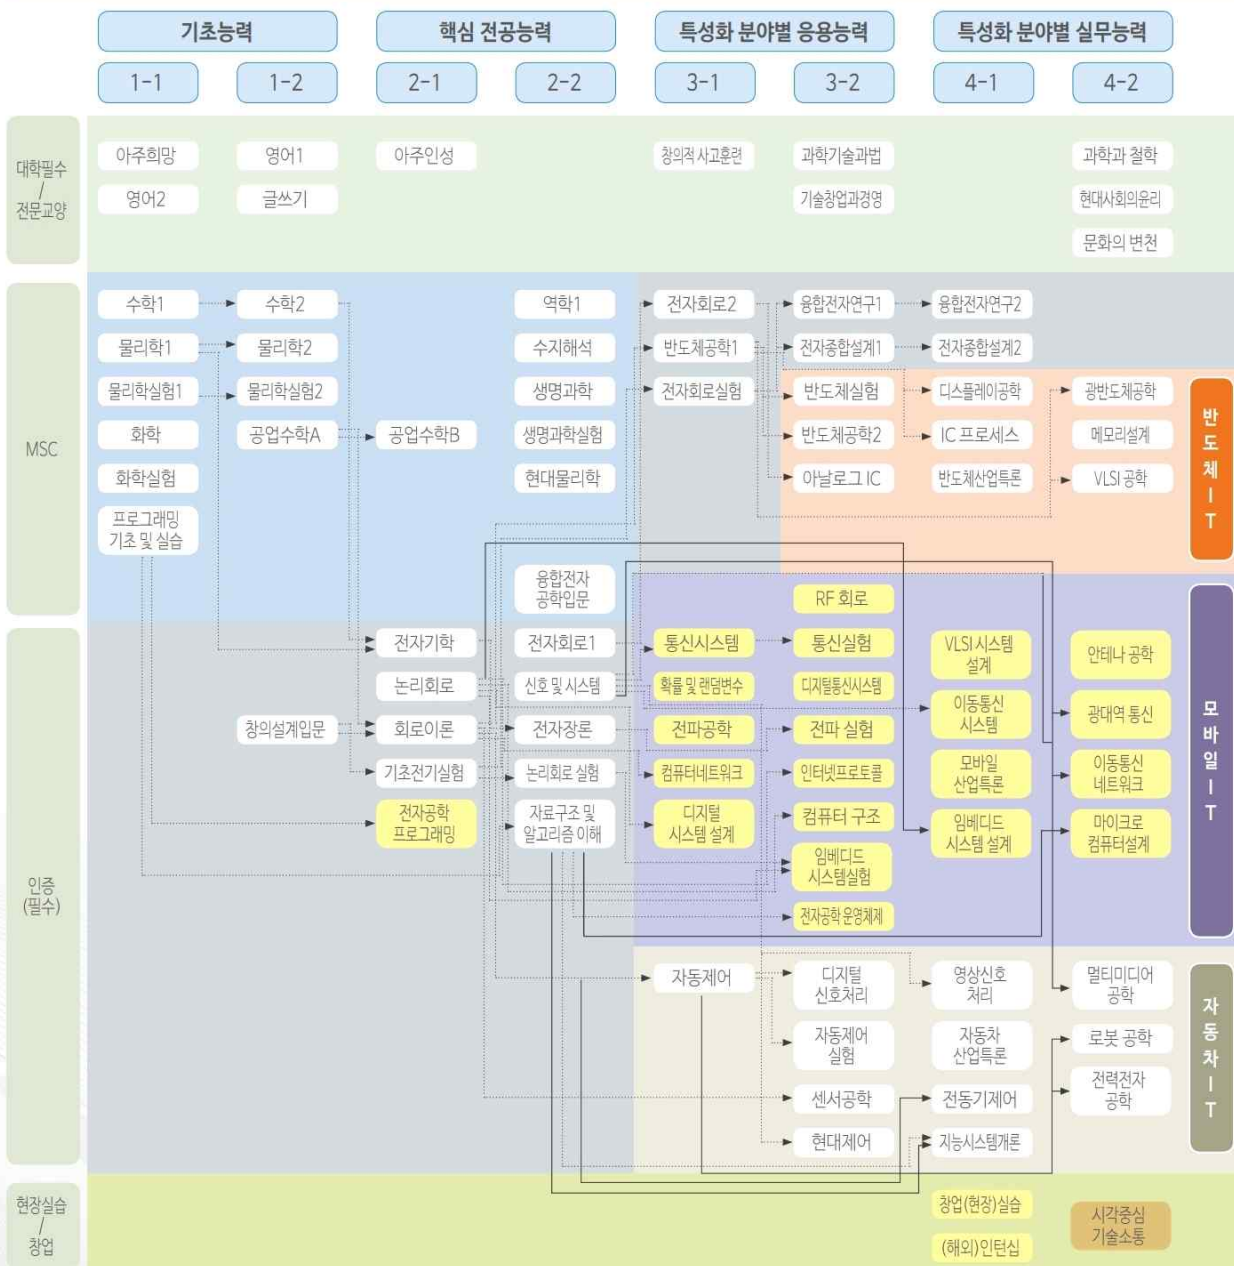 기초능력
핵심 전공능력
특성화 분야별 응용능력
특성화 분야별 실무능력
1-1
1-2
2-1
2-2
3-1
3-2
4-1
4-2
대학필수
/
전문교양
아주희망
영어1
아주인성
창의적 사고훈련
과학기술과법
과학과 철학
영어2
글쓰기
기술창업과경영
현대사회의윤리
문화의 변천
MSC
수학1
수학2
역학1
전자회로2
융합전자연구1
융합전자연구2
물리학1
물리학2
수지해석
반도체공학1
전자종합설계1
전자종합설계2
물리학실험1
물리학실험2
생명과학
전자회로실험
반도체실험
디스플레이공학
광반도체공학
화학
공업수학A
공업수학B
생명과학실험
반도체공학2
IC 프로세스
메모리설계
화학실험
현대물리학
아날로그 IC
반도체산업특론
VLSI 공학
프로그래밍
기초 및 실습
반도체IT
융합전자
공학입문
RF 회로
인증
(필수)
전자기학
전자회로1
통신시스템
통신실험
VLSI 시스템
설계
안테나 공학
논리회로
신호 및 시스템
확률 및 랜덤변수
디지털통신시스템
이동통신
시스템
광대역 통신
창의설계입문
회로이론
전자장론
전파공학
전파 실험
모바일
산업특론
이동통신
네트워크
기초전기실험
논리회로 실험
컴퓨터네트워크
인터넷프로토콜
전자공학
프로그래밍
자료구조 및
알고리즘 이해
디지털
시스템 설계
컴퓨터 구조
임베디드
시스템 설계
마이크로
컴퓨터설계
임베디드
시스템실험
전자공학 운영체제
모바일IT
자동제어
디지털
신호처리
영상신호
처리
멀티미디어
공학
자동제어
실험
자동차
산업특론
로봇 공학
센서공학
전동기제어
전력전자
공학
현대제어
지능시스템개론
자동차IT
현장실습
/
창업
창업(현장)실습
시각중심
기술소통
(해외)인턴십